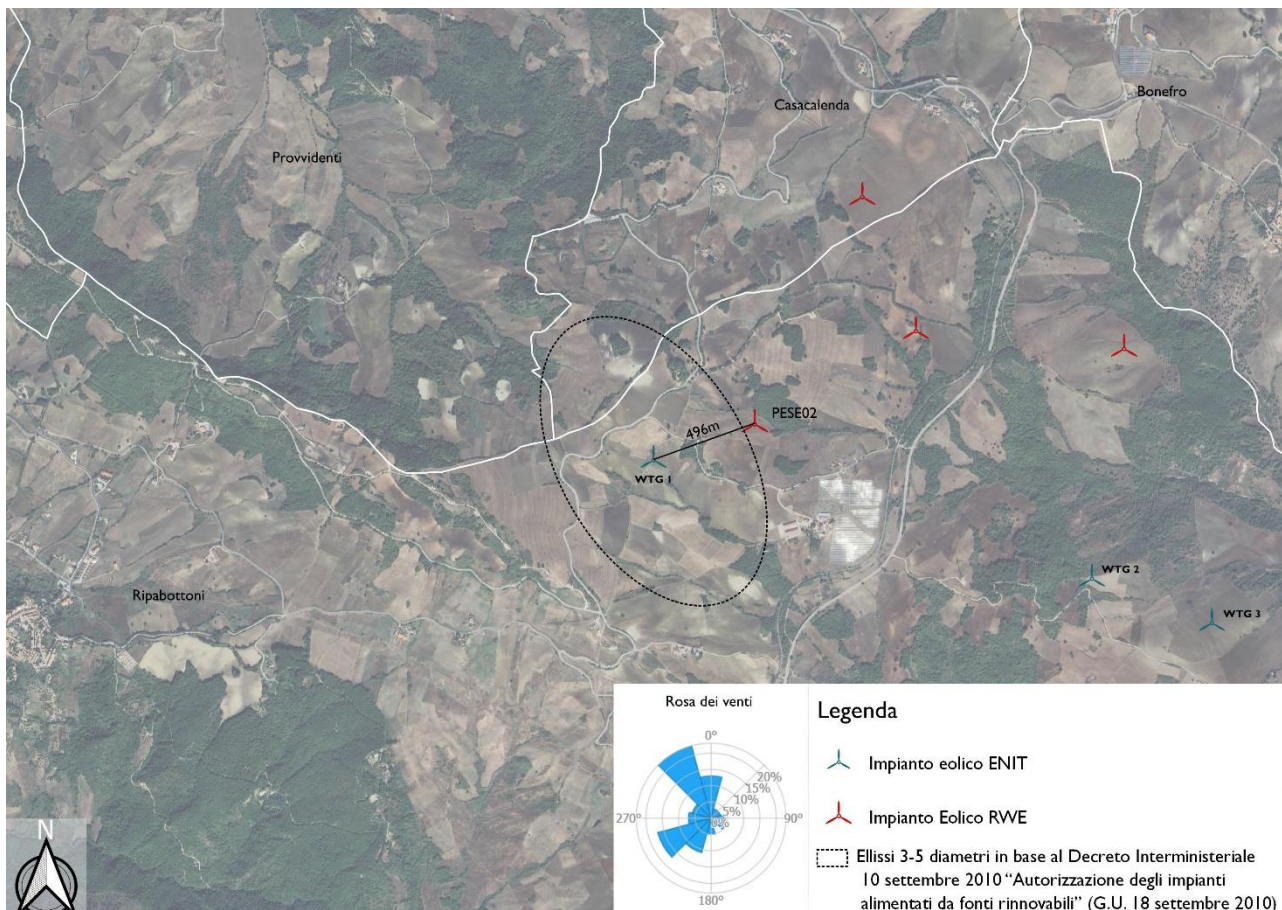 Casacalenda
Bonefro
Provvidenti
PESE02
496m
WTG 1
WTG 2
Ripabottoni
WTG 3
Rosa dei venti
0°
20%
15%
10%
5%
0%
270°
90°
180°
Legenda
Impianto eolico ENIT
Impianto Eolico RWE
Ellissi 3-5 diametri in base al Decreto Interministeriale
10 settembre 2010 “Autorizzazione degli impianti
alimentati da fonti rinnovabili” (G.U. 18 settembre 2010)
N